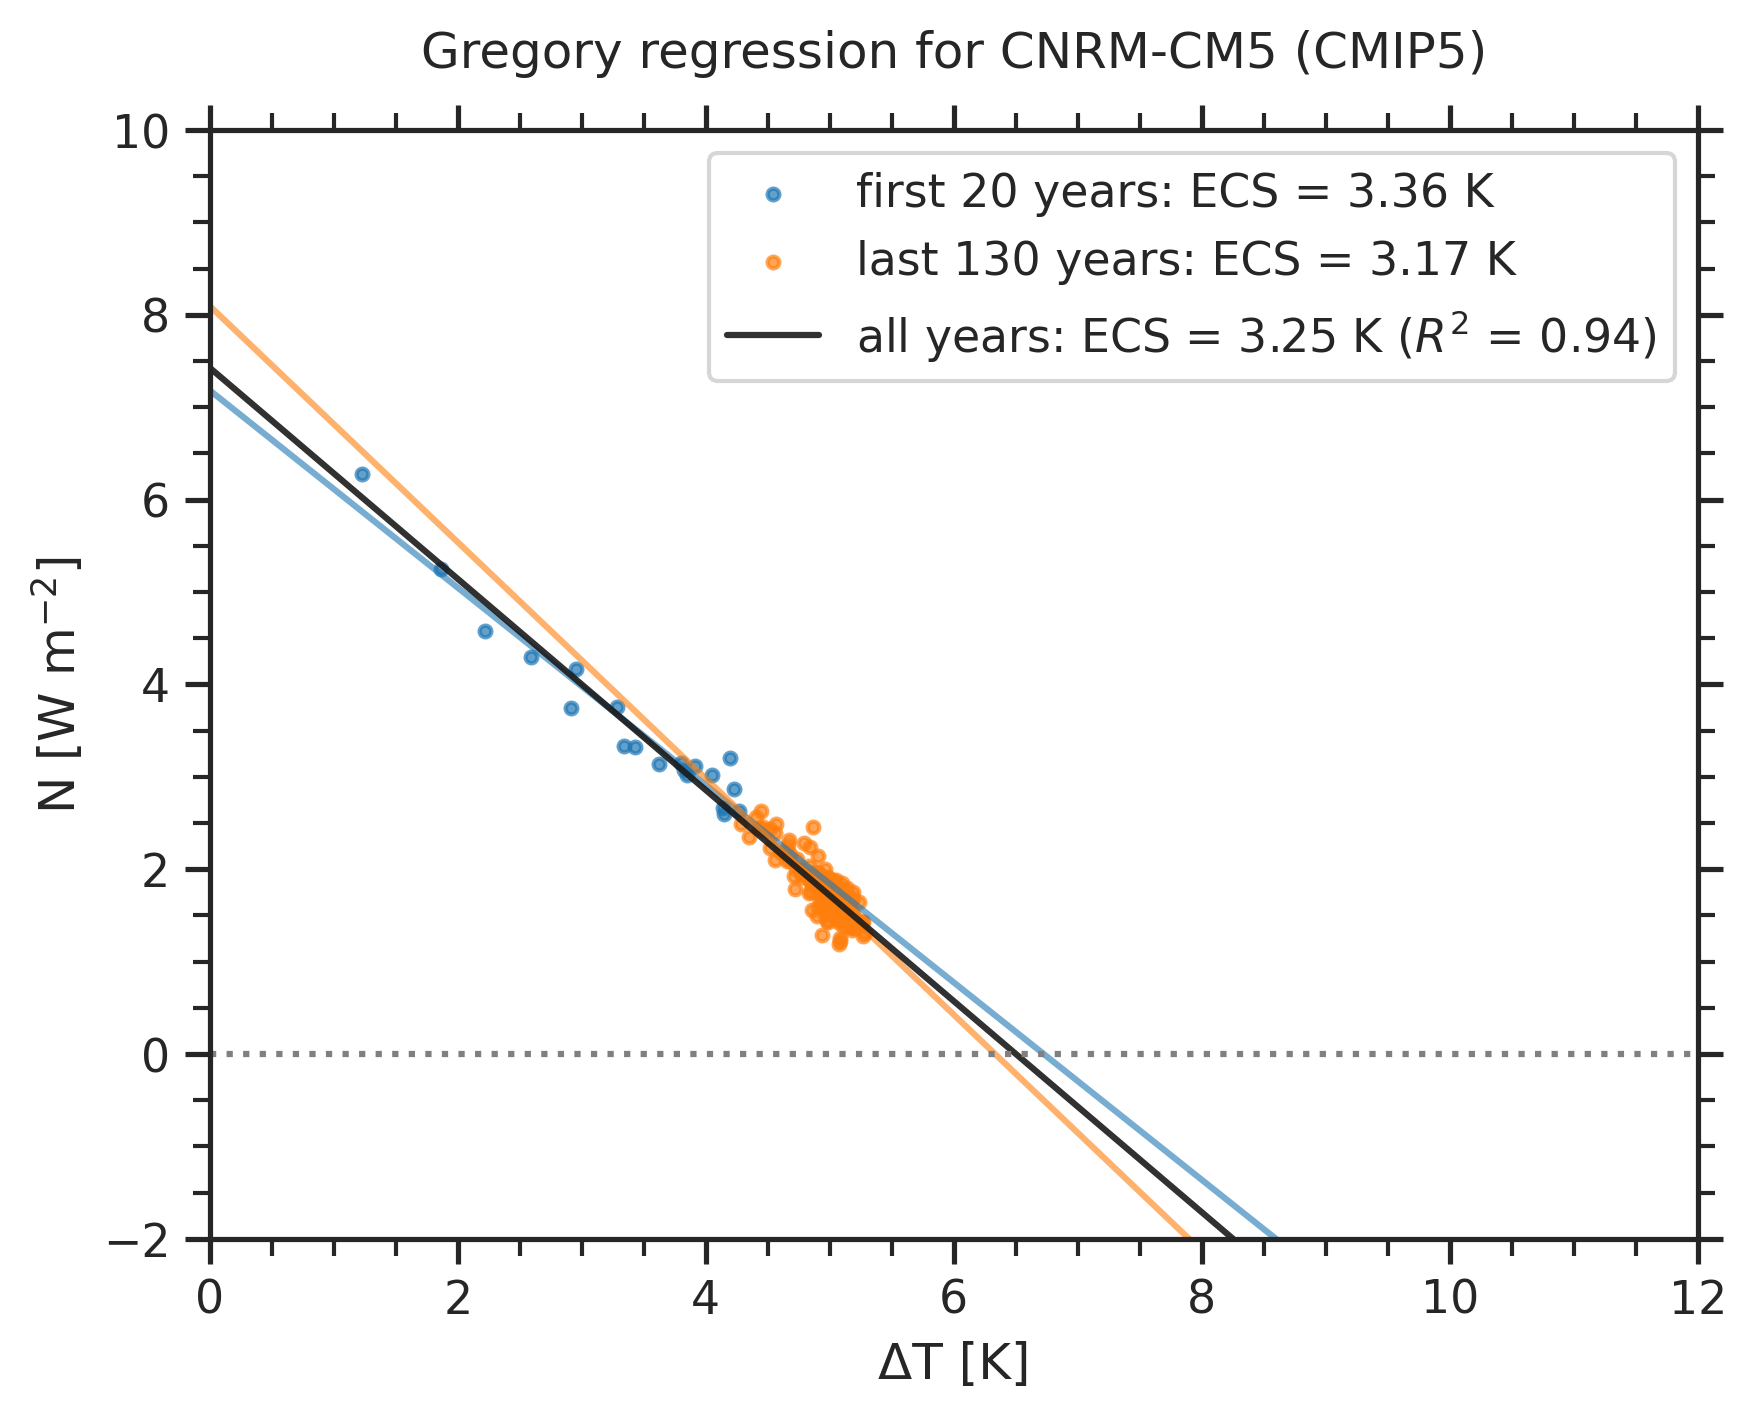 Gregory regression for CNRM-CM5 (CMIP5)
10
8
6
4
2
0
−2
N [W m⁻²]
first 20 years: ECS = 3.36 K
last 130 years: ECS = 3.17 K
all years: ECS = 3.25 K (R² = 0.94)
0 2 4 6 8 10 12
ΔT [K]